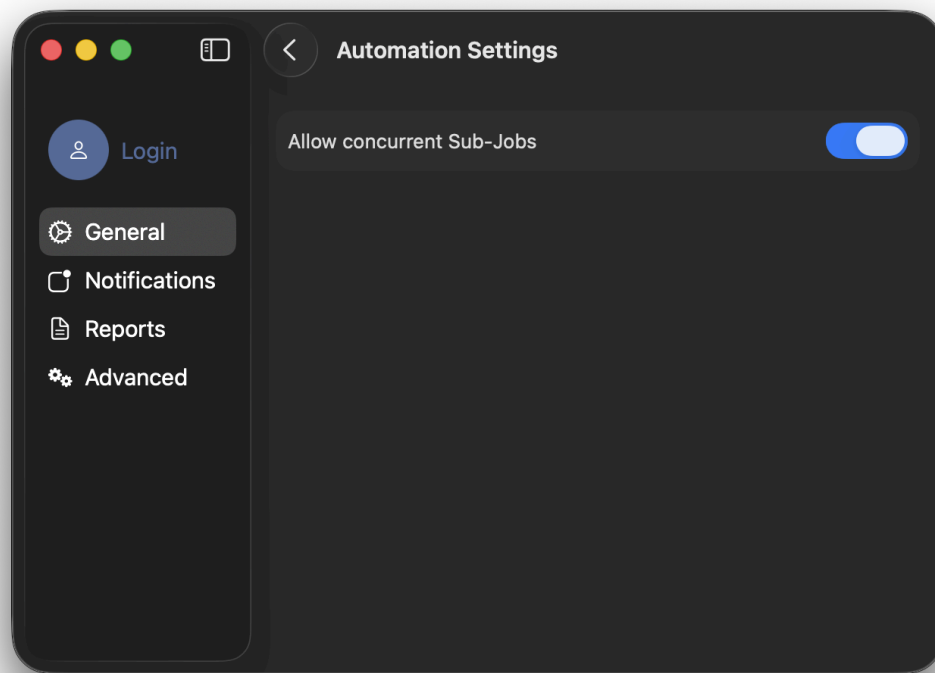 Automation Settings
Login
Allow concurrent Sub-Jobs
General
Notifications
Reports
Advanced